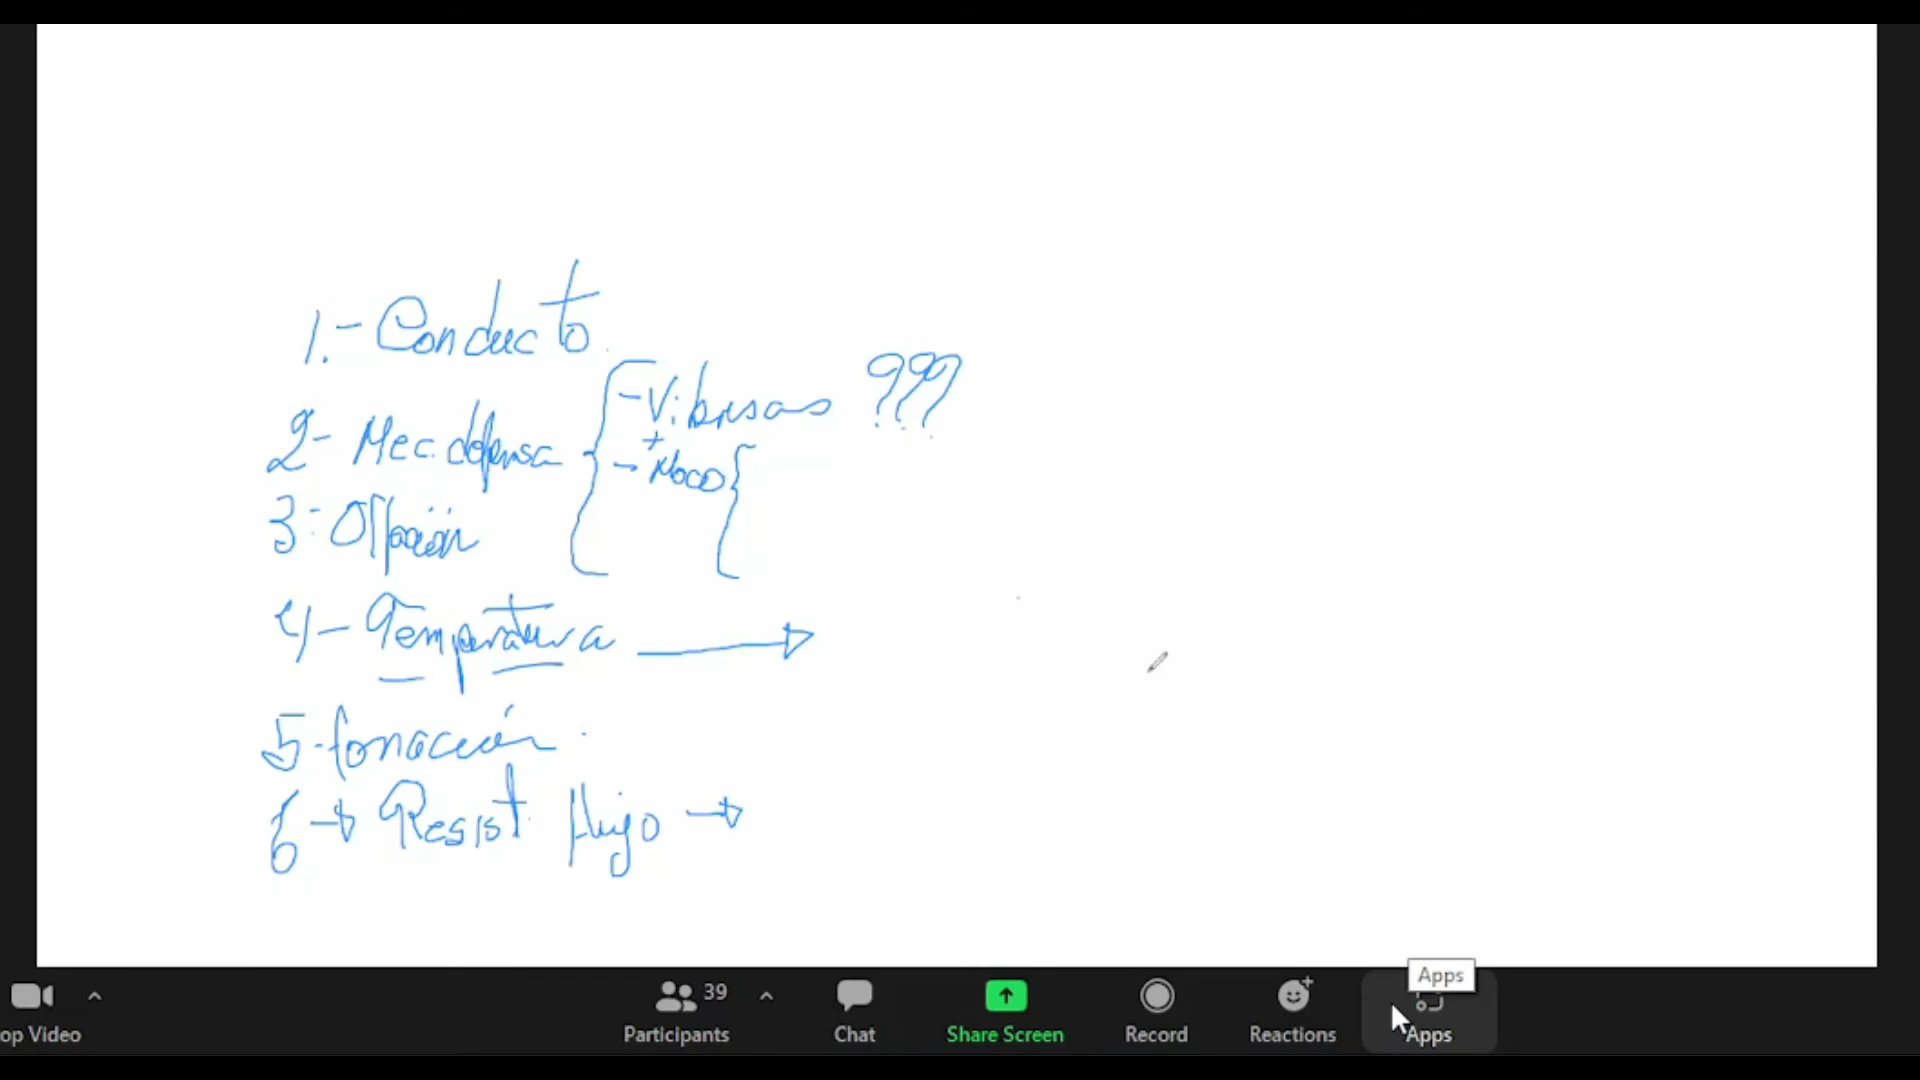 1.- Conducto
2- Mec. defensa { - Vibrisas ???
+
- Moco {
3.- Olfación
4- Temperatura →
5- fonación.
6 → Resist flujo →
Apps
op Video
39
Participants
Chat
Share Screen
Record
Reactions
Apps